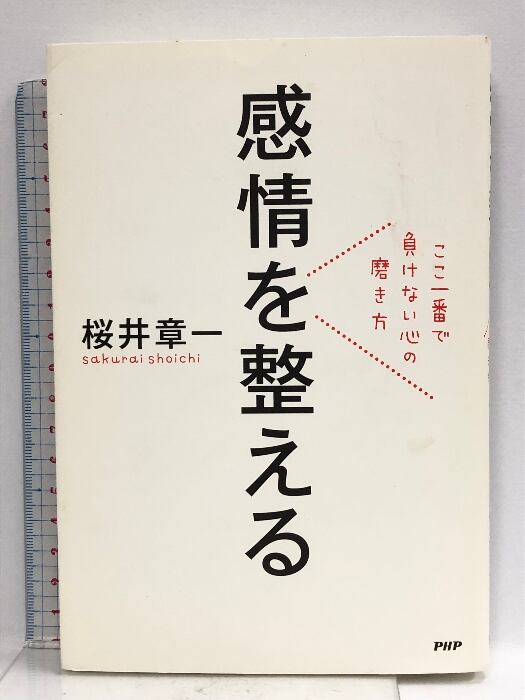 感情を整える
ここ一番で
負けない心の
磨き方
桜井章一
sakurai shoichi
PHP